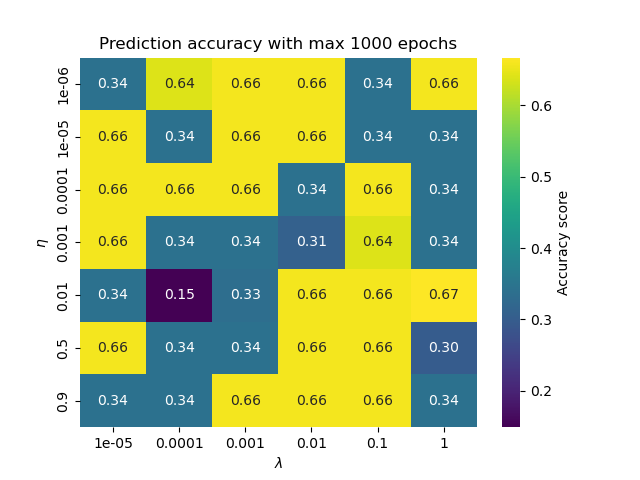 Prediction accuracy with max 1000 epochs
η
1e-06 0.34 0.64 0.66 0.66 0.34 0.66
1e-05 0.66 0.34 0.66 0.66 0.34 0.34
0.0001 0.66 0.66 0.66 0.34 0.66 0.34
0.001 0.66 0.34 0.34 0.31 0.64 0.34
0.01 0.34 0.15 0.33 0.66 0.66 0.67
0.5 0.66 0.34 0.34 0.66 0.66 0.30
0.9 0.34 0.34 0.66 0.66 0.66 0.34
1e-05 0.0001 0.001 0.01 0.1 1
λ
0.6
0.5
0.4
0.3
0.2
Accuracy score